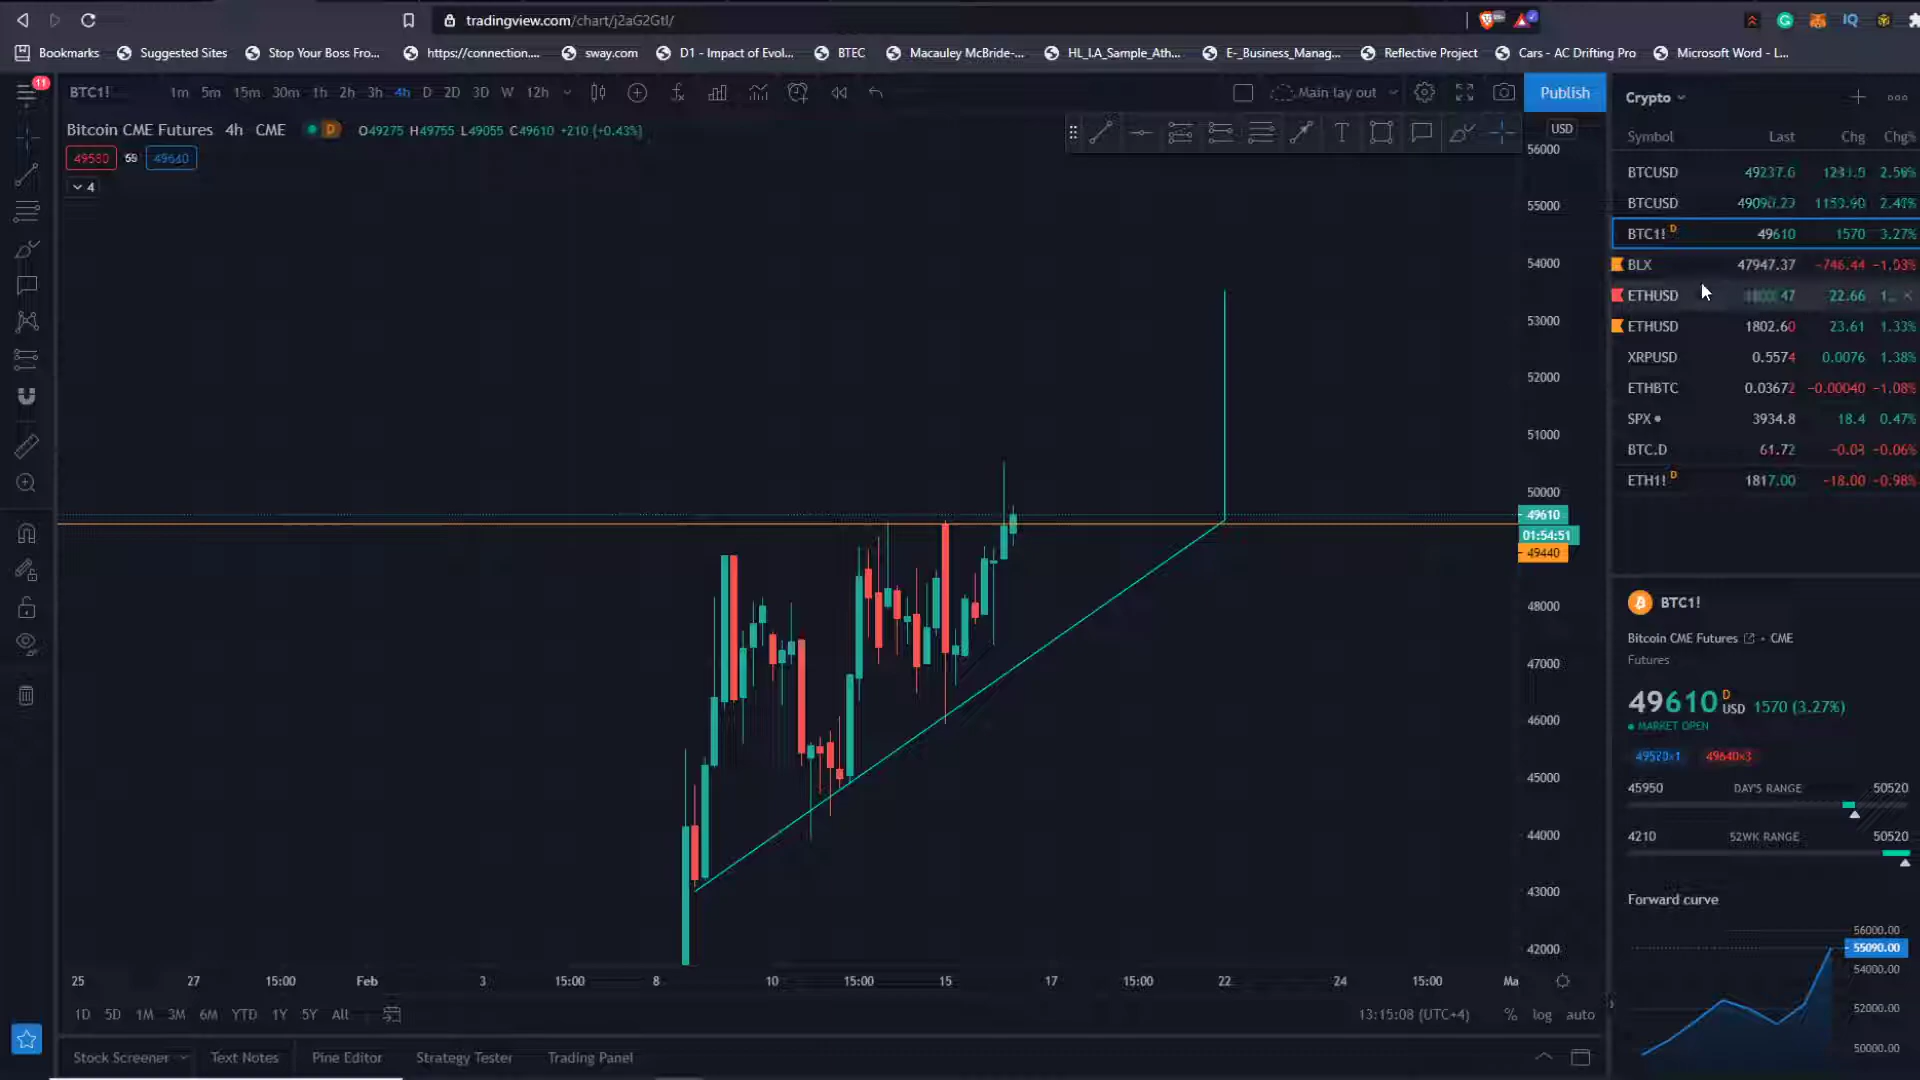 tradingview.com/chart/j2aG2GtI/
Bookmarks Suggested Sites Stop Your Boss Fro... https://connection.... sway.com D1 - Impact of Evol... BTEC Macauley McBride-... HL_LA_Sample_Ath... E-_Business_Manag... Reflective Project Cars - AC Drifting Pro Microsoft Word - L...
11
BTC1! 1m 5m 15m 30m 1h 2h 3h 4h D 2D 3D W 12h Main lay out Publish
Bitcoin CME Futures 4h CME D O49275 H49755 L49055 C49610 +210 (+0.43%)
49580 49640
4
USD
56000
55000
54000
53000
52000
51000
50000
49610
01:54:51
49440
48000
47000
46000
45000
44000
43000
42000
25 27 15:00 Feb 3 15:00 8 10 15:00 15 17 15:00 22 24 15:00 Ma
1D 5D 1M 3M 6M YTD 1Y 5Y All 13:15:08 (UTC+4) % log auto
Stock Screener Text Notes Pine Editor Strategy Tester Trading Panel
Crypto
Symbol Last Chg Chg%
BTCUSD 49237.6 2.59%
BTCUSD 2.41%
BTC1! D 49610 1570 3.27%
BLX 47947.37 -746.44
ETHUSD 22.66
ETHUSD 1802.60 23.61 1.33%
XRPUSD 0.5574 0.0076 1.38%
ETHBTC 0.03672 -0.00040 -1.08%
SPX 3934.8 18.4 0.47%
BTC.D 61.72 -0.06%
ETH1! D 1817.00 -18.00 -0.98%
BTC1!
Bitcoin CME Futures CME
Futures
49610 D USD 1570 (3.27%)
MARKET OPEN
49640×3
45950 DAY'S RANGE 50520
4210 52WK RANGE 50520
Forward curve
56000.00
55090.00
54000.00
52000.00
50000.00